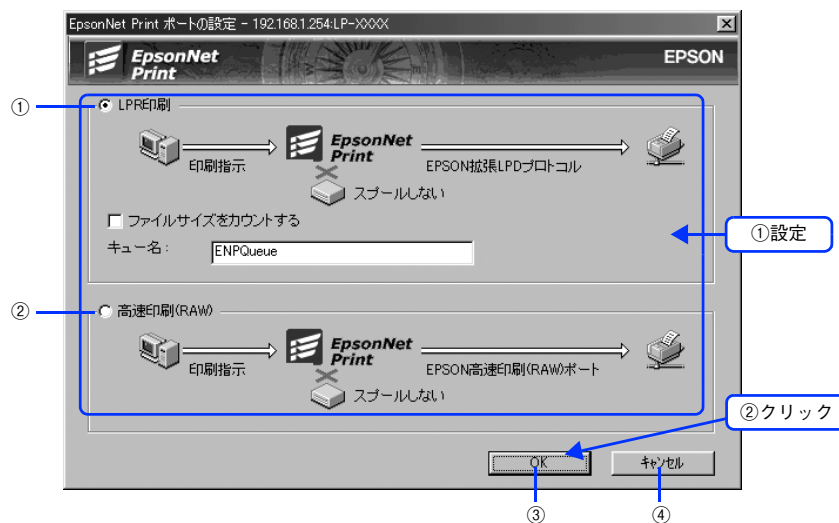 EpsonNet Print ポートの設定 - 192.168.1.254:LP-XXXX
EpsonNet
Print
EPSON
①
LPR印刷
印刷指示
EpsonNet
Print
EPSON拡張LPDプロトコル
スプールしない
ファイルサイズをカウントする
キュー名:
ENPQueue
①設定
②
高速印刷(RAW)
印刷指示
EpsonNet
Print
EPSON高速印刷(RAW)ポート
スプールしない
②クリック
OK
キャンセル
③
④